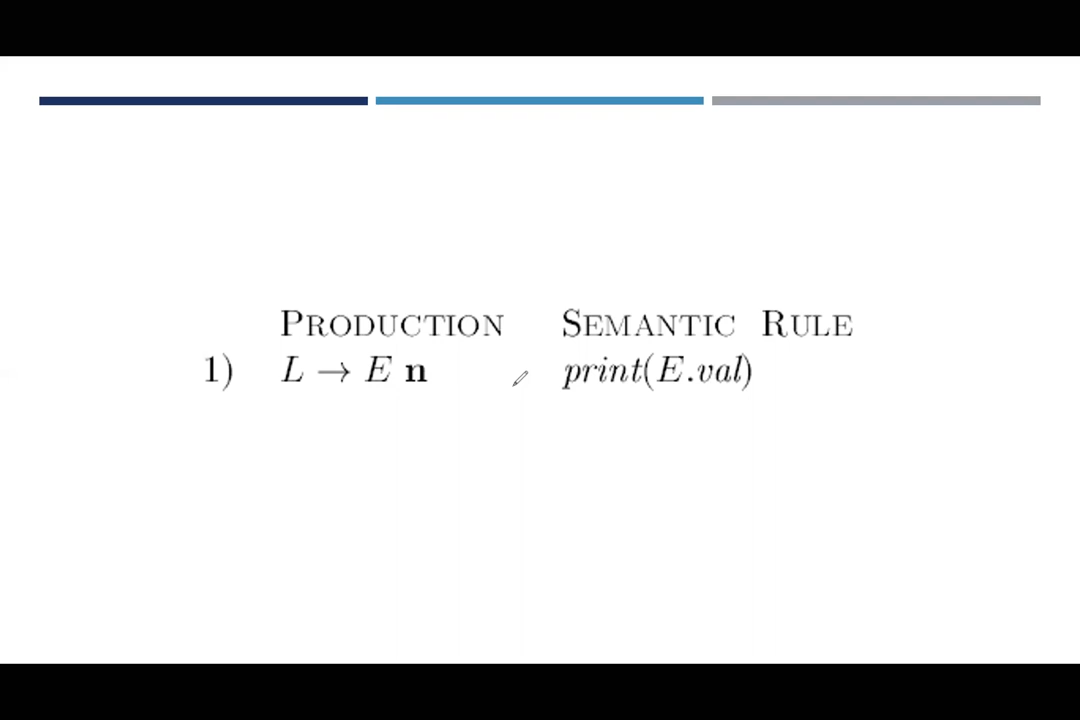 PRODUCTION SEMANTIC RULE
1) L → E n print(E.val)